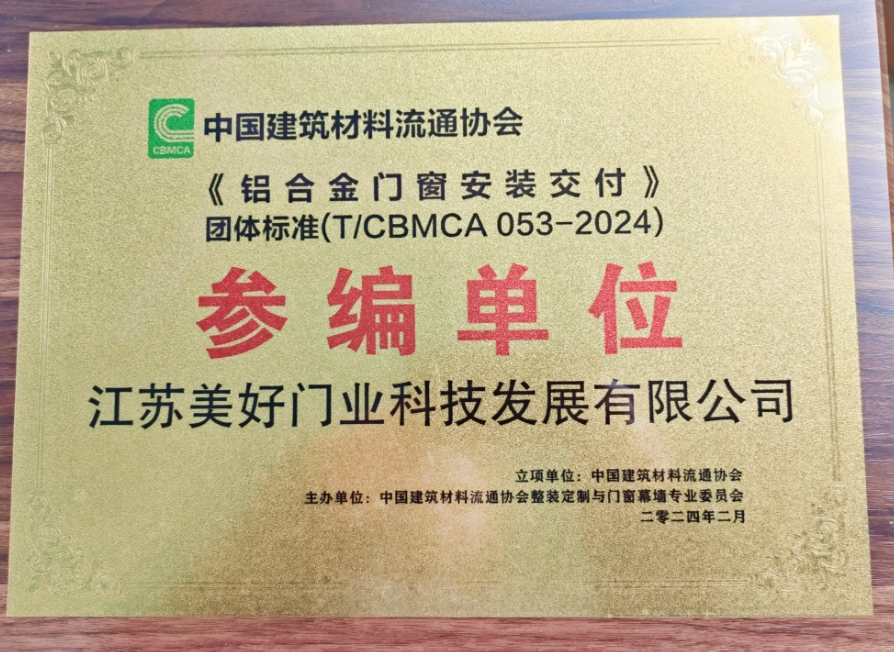 CBMCA
中国建筑材料流通协会
《铝合金门窗安装交付》
团体标准(T/CBMCA 053-2024)
参编单位
江苏美好门业科技发展有限公司
立项单位：中国建筑材料流通协会
主办单位：中国建筑材料流通协会整装定制与门窗幕墙专业委员会
二零二四年二月